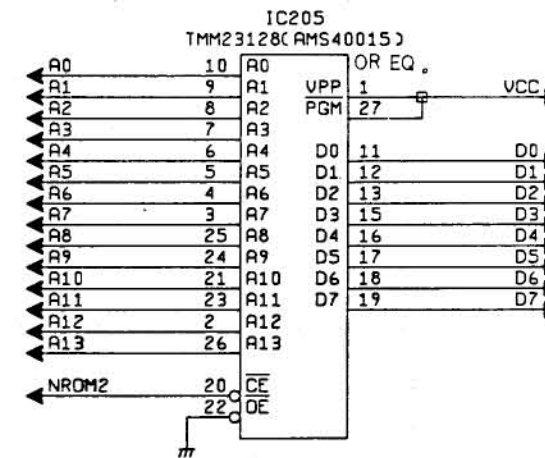 IC205
TMM23128(AMS40015)
OR EQ.
A0 10 A0
A1 9 A1 VPP 1 VCC
A2 8 A2 PGM 27
A3 7 A3
A4 6 A4 D0 11 D0
A5 5 A5 D1 12 D1
A6 4 A6 D2 13 D2
A7 3 A7 D3 15 D3
A8 25 A8 D4 16 D4
A9 24 A9 D5 17 D5
A10 21 A10 D6 18 D6
A11 23 A11 D7 19 D7
A12 2 A12
A13 26 A13
NROM2 20 CE
22 OE